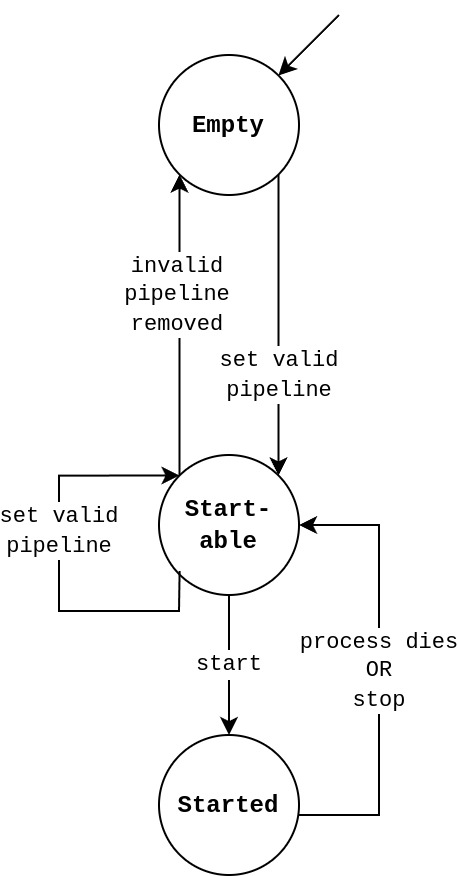 Empty
invalid
pipeline
removed
set valid
pipeline
Start-
able
set valid
pipeline
start
process dies
OR
stop
Started